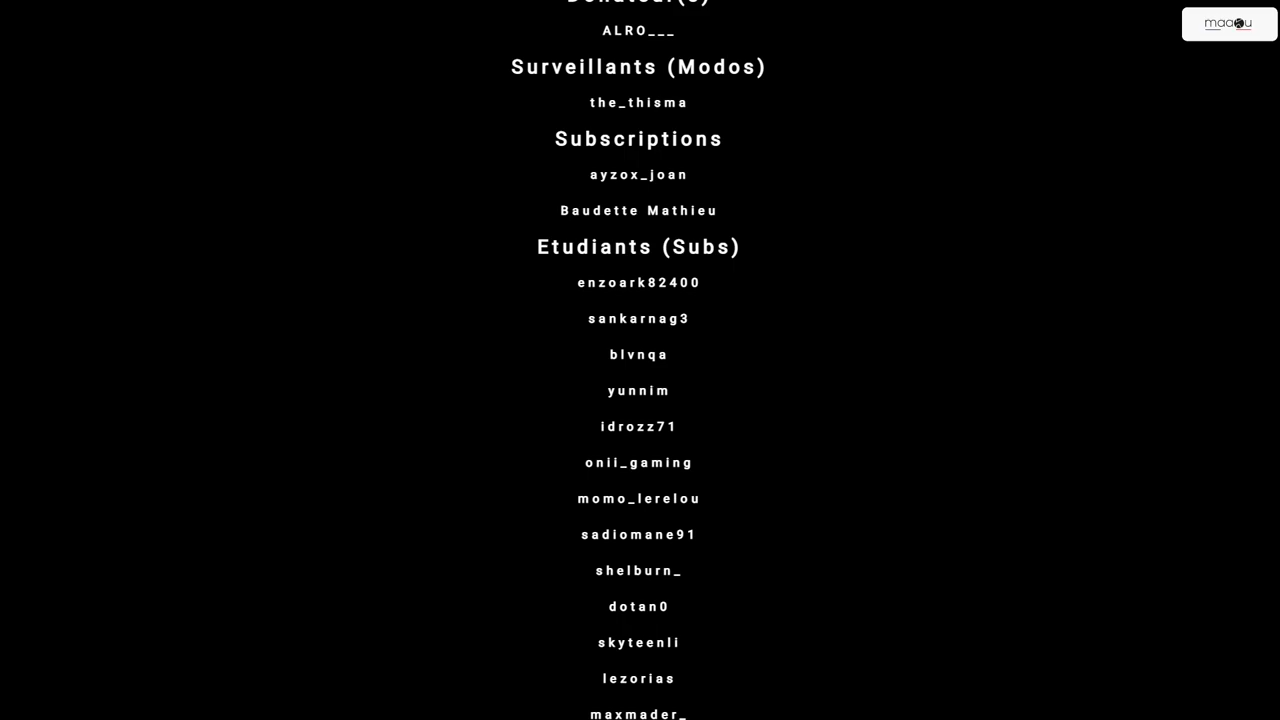 Donateur(s)
ALRO___
Surveillants (Modos)
the_thisma
Subscriptions
ayzox_joan
Baudette Mathieu
Etudiants (Subs)
enzoark82400
sankarnag3
blvnqa
yunnim
idrozz71
onii_gaming
momo_lerelou
sadiomane91
shelburn_
dotan0
skyteenli
lezorias
maxmader_